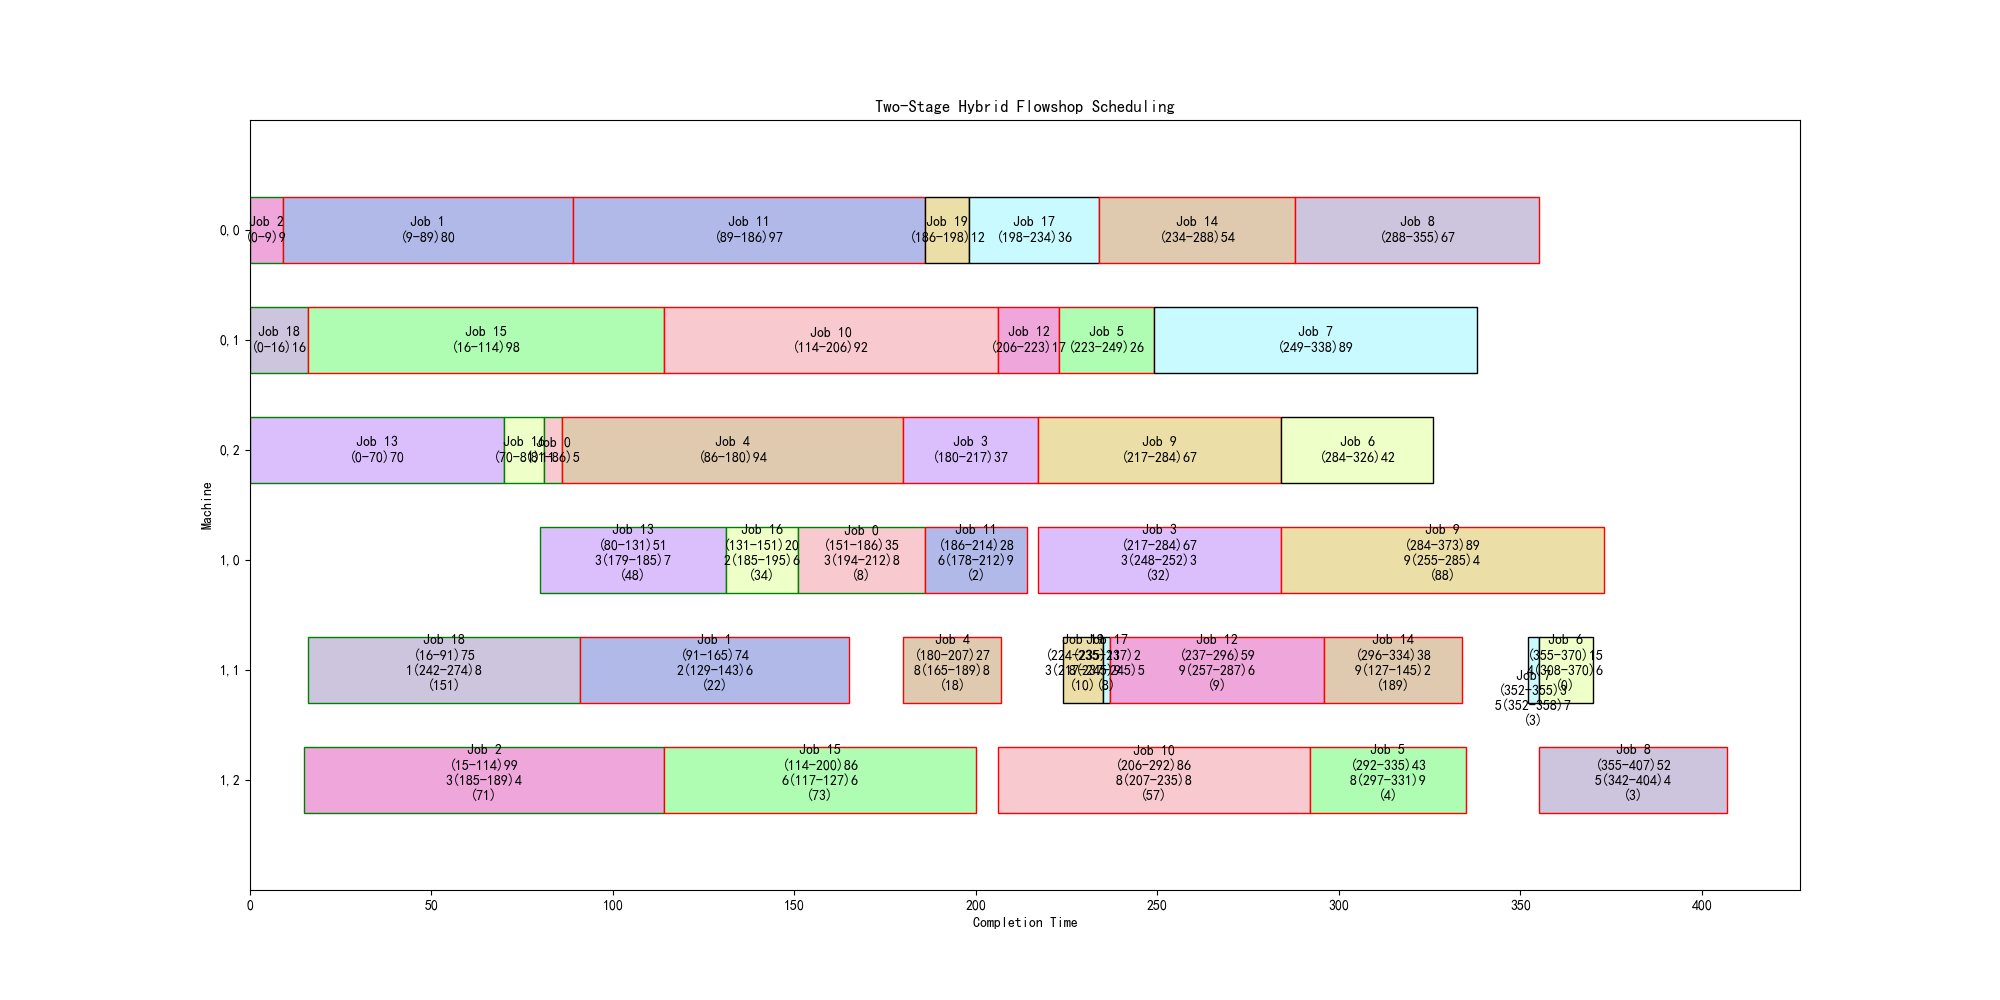 Two-Stage Hybrid Flowshop Scheduling
Machine
0,0
Job 2
(0-9)9
Job 1
(9-89)80
Job 11
(89-186)97
Job 19
(186-198)12
Job 17
(198-234)36
Job 14
(234-288)54
Job 8
(288-355)67
0,1
Job 18
(0-16)16
Job 15
(16-114)98
Job 10
(114-206)92
Job 12
(206-223)17
Job 5
(223-249)26
Job 7
(249-338)89
0,2
Job 13
(0-70)70
Job 16
Job 0
(81-86)5
Job 4
(86-180)94
Job 3
(180-217)37
Job 9
(217-284)67
Job 6
(284-326)42
1,0
Job 13
(80-131)51
3(179-185)7
(48)
Job 16
(131-151)20
2(185-195)6
(34)
Job 0
(151-186)35
3(194-212)8
(8)
Job 11
(186-214)28
6(178-212)9
(2)
Job 3
(217-284)67
3(248-252)3
(32)
Job 9
(284-373)89
9(255-285)4
(88)
1,1
Job 18
(16-91)75
1(242-274)8
(151)
Job 1
(91-165)74
2(129-143)6
(22)
Job 4
(180-207)27
8(165-189)8
(18)
Job 19
(10)
Job 17
(235-237)2
(8)
Job 12
(237-296)59
9(257-287)6
(9)
Job 14
(296-334)38
9(127-145)2
(189)
Job 7
(352-355)3
5(352-358)7
(3)
Job 6
(355-370)15
4(308-370)6
(0)
1,2
Job 2
(15-114)99
3(185-189)4
(71)
Job 15
(114-200)86
6(117-127)6
(73)
Job 10
(206-292)86
8(207-235)8
(57)
Job 5
(292-335)43
8(297-331)9
(4)
Job 8
(355-407)52
5(342-404)4
(3)
0
50
100
150
200
250
300
350
400
Completion Time